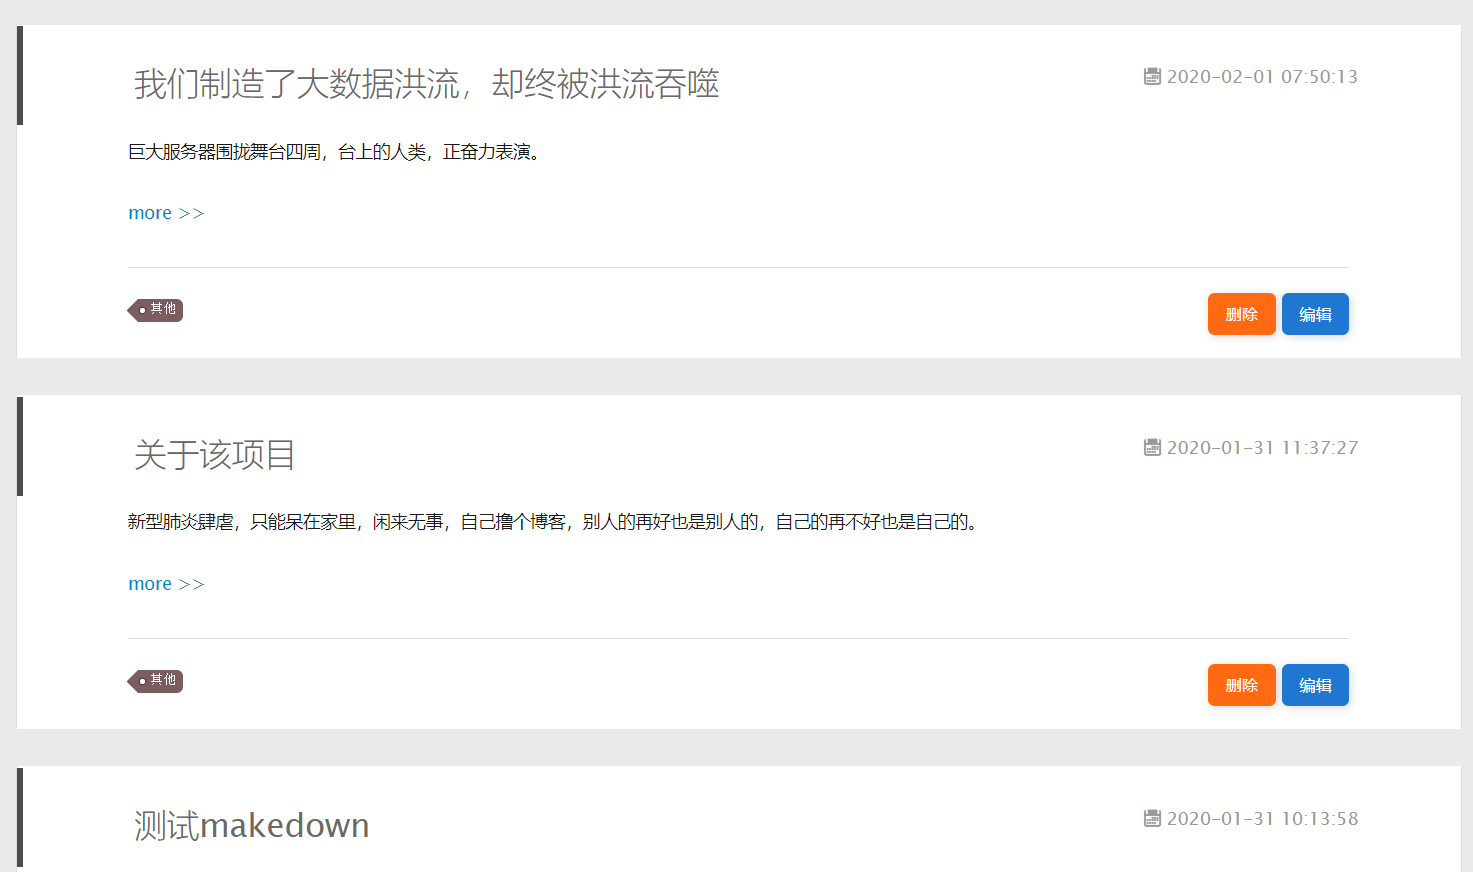 我们制造了大数据洪流，却终被洪流吞噬
2020-02-01 07:50:13
巨大服务器围拢舞台四周，台上的人类，正奋力表演。
more >>
其他
删除 编辑
关于该项目
2020-01-31 11:37:27
新型肺炎肆虐，只能呆在家里，闲来无事，自己撸个博客，别人的再好也是别人的，自己的再不好也是自己的。
more >>
其他
删除 编辑
测试makedown
2020-01-31 10:13:58